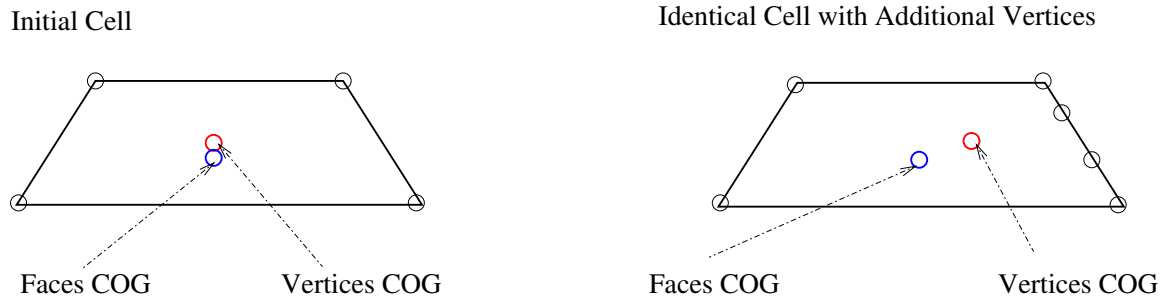 Initial Cell
Identical Cell with Additional Vertices
Faces COG
Vertices COG
Faces COG
Vertices COG